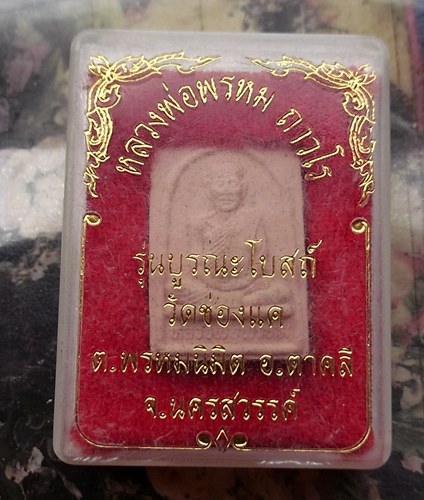 หลวงพ่อพรหม ถาวโร
รุ่นบูรณะโบสถ์
วัดช่องแค
ต.พรหมนิมิต อ.ตาคลี
จ.นครสวรรค์